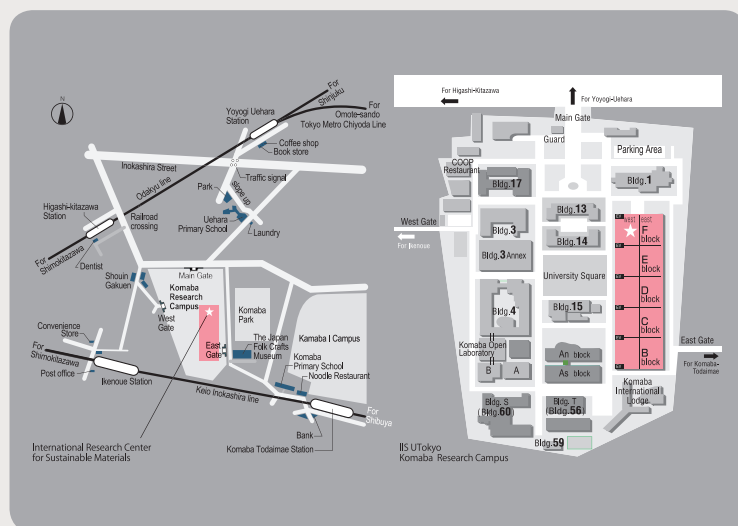 N
For
Shinjuku
For
Omote-sando
Tokyo Metro Chiyoda Line
Yoyogi Uehara
Station
Coffee shop
Book store
Inokashira Street
Traffic signal
Odakyu line
slope up
Park
Higashi-kitazawa
Station
Railroad
crossing
Uehara
Primary School
Laundry
For
Shimokitazawa
Dentist
Shouin
Gakuen
Main Gate
Komaba
Research
Campus
Komaba
Park
Kamaba I Campus
West
Gate
East
Gate
The Japan
Folk Crafts
Museum
Komaba
Primary School
Noodle Restaurant
Convenience
Store
For
Shimokitazawa
Post office
Ikenoue Station
Keio Inokashira line
For
Shibuya
Bank
Komaba Todaimae Station
International Research Center
for Sustainable Materials
For Higashi-Kitazawa
For Yoyogi-Uehara
Main Gate
Guard
Parking Area
COOP
Restaurant
Bldg.17
Bldg.1
Bldg.13
West Gate
For Ikenoue
Bldg.3
Bldg.14
Bldg.3 Annex
west
east
F
block
E
block
D
block
C
block
B
block
University Square
Bldg.4
Bldg.15
Komaba Open
Laboratory
B
A
An block
As block
East Gate
For Komaba-
Todaimae
Komaba
International
Lodge
Bldg. S
(Bldg.60)
Bldg. T
(Bldg.56)
Bldg.59
IIS UTokyo
Komaba Research Campus